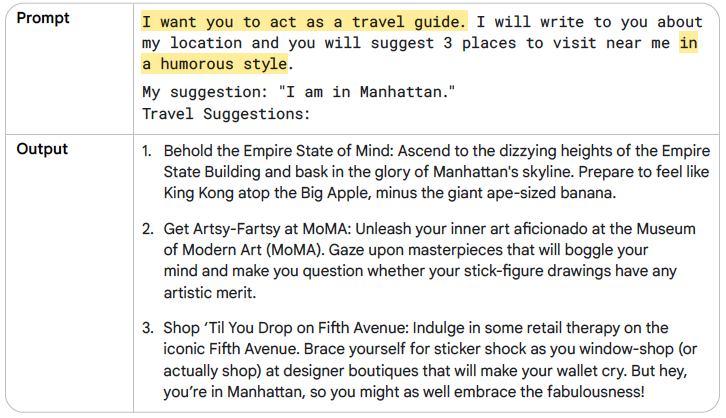 Prompt
I want you to act as a travel guide. I will write to you about
my location and you will suggest 3 places to visit near me in
a humorous style.
My suggestion: "I am in Manhattan."
Travel Suggestions:
Output
1. Behold the Empire State of Mind: Ascend to the dizzying heights of the Empire
State Building and bask in the glory of Manhattan's skyline. Prepare to feel like
King Kong atop the Big Apple, minus the giant ape-sized banana.
2. Get Artsy-Fartsy at MoMA: Unleash your inner art aficionado at the Museum
of Modern Art (MoMA). Gaze upon masterpieces that will boggle your
mind and make you question whether your stick-figure drawings have any
artistic merit.
3. Shop ‘Til You Drop on Fifth Avenue: Indulge in some retail therapy on the
iconic Fifth Avenue. Brace yourself for sticker shock as you window-shop (or
actually shop) at designer boutiques that will make your wallet cry. But hey,
you’re in Manhattan, so you might as well embrace the fabulousness!